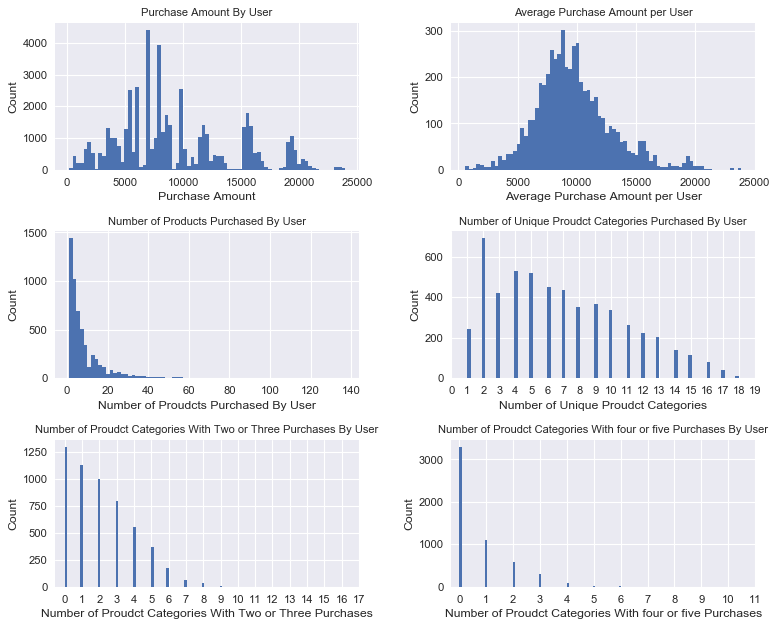 Purchase Amount By User
Count
4000
3000
2000
1000
0
0 5000 10000 15000 20000 25000
Purchase Amount
Average Purchase Amount per User
Count
300
200
100
0
0 5000 10000 15000 20000 25000
Average Purchase Amount per User
Number of Products Purchased By User
Count
1500
1000
500
0
0 20 40 60 80 100 120 140
Number of Proudcts Purchased By User
Number of Unique Proudct Categories Purchased By User
Count
600
400
200
0
0 1 2 3 4 5 6 7 8 9 10 11 12 13 14 15 16 17 18 19
Number of Unique Proudct Categories
Number of Proudct Categories With Two or Three Purchases By User
Count
1250
1000
750
500
250
0
0 1 2 3 4 5 6 7 8 9 10 11 12 13 14 15 16 17
Number of Proudct Categories With Two or Three Purchases
Number of Proudct Categories With four or five Purchases By User
Count
3000
2000
1000
0
0 1 2 3 4 5 6 7 8 9 10 11
Number of Proudct Categories With four or five Purchases